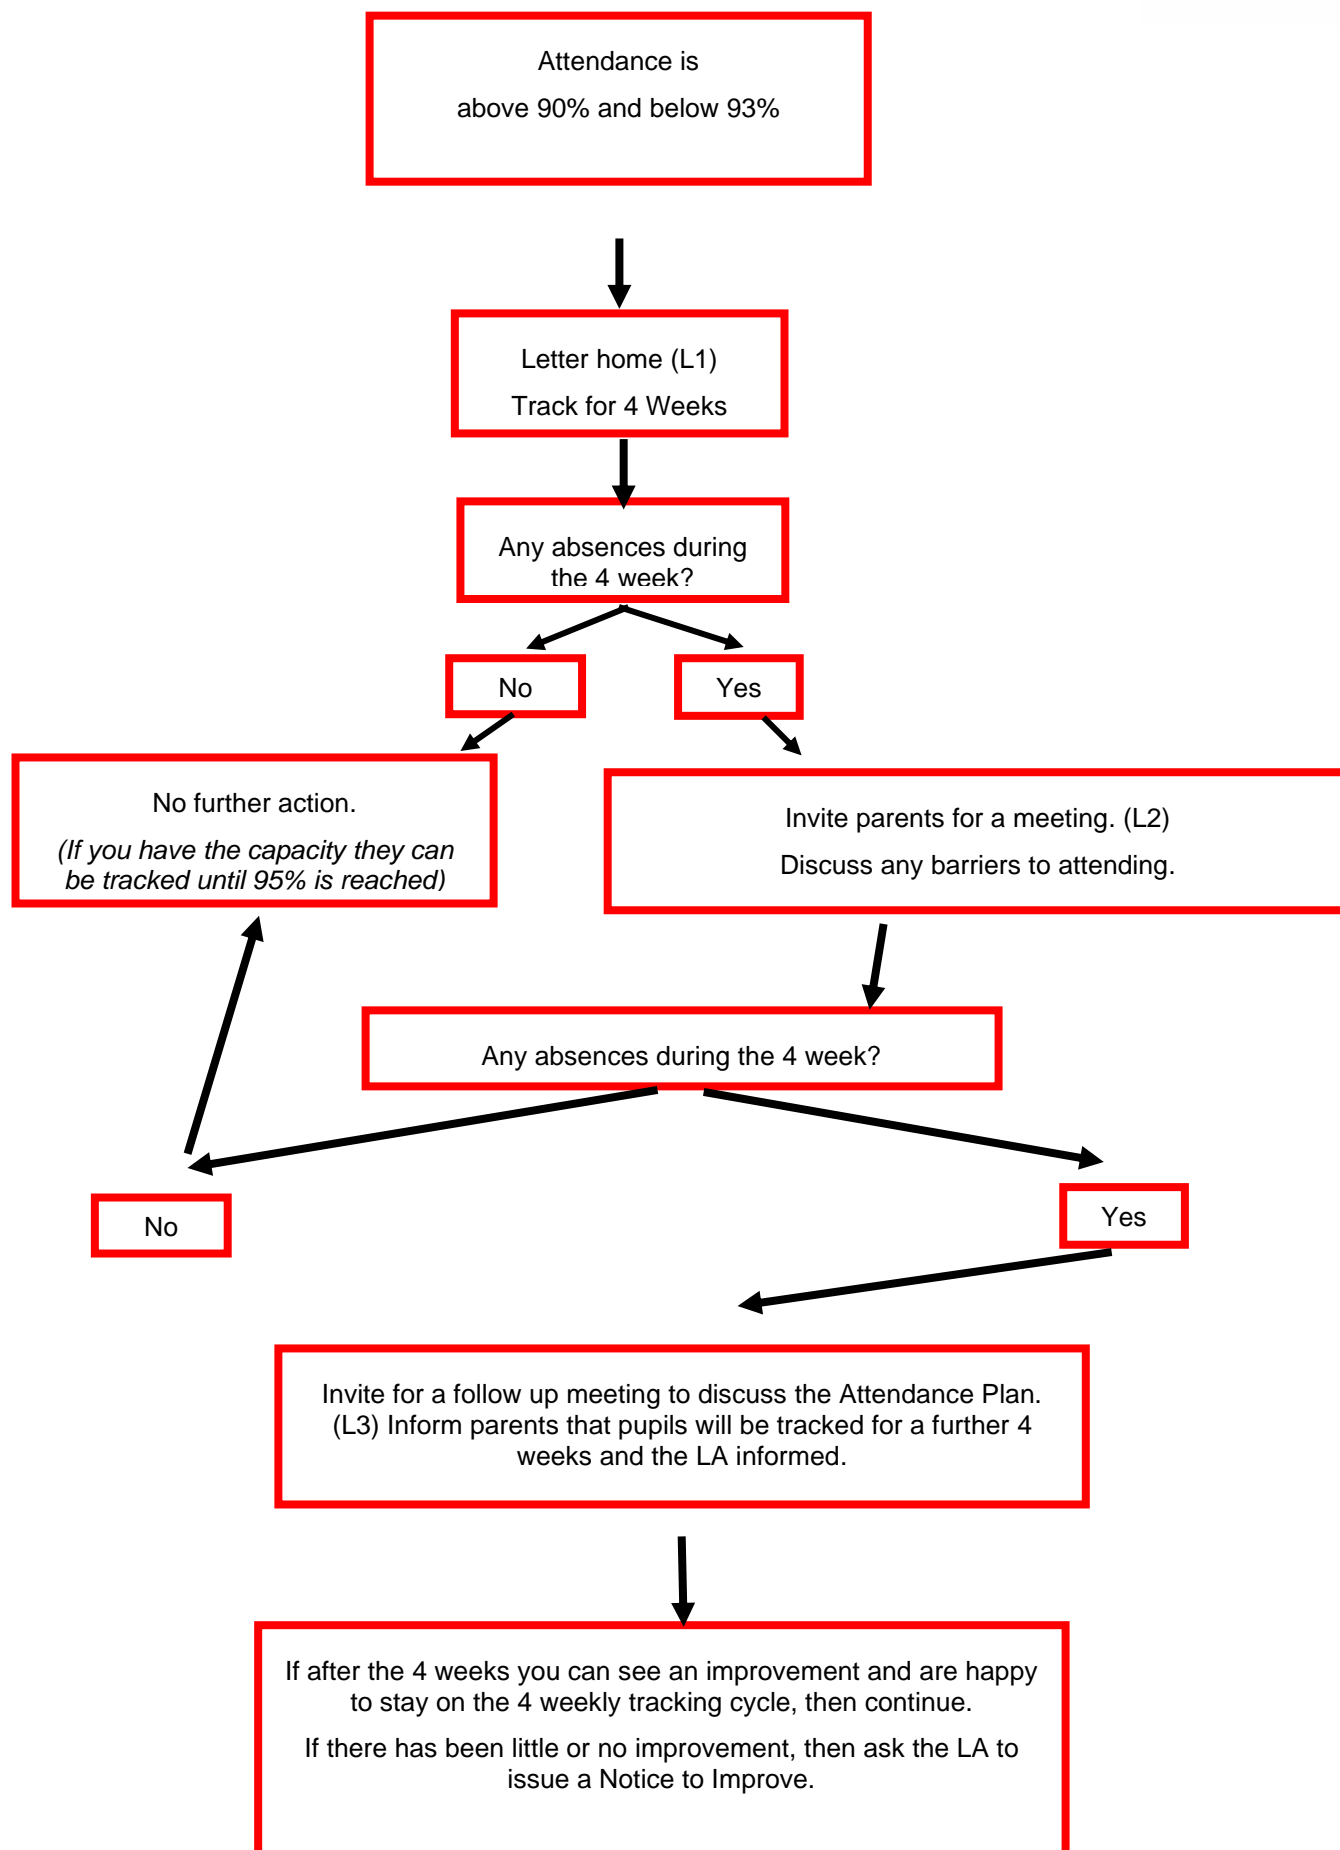 Attendance is
above 90% and below 93%
Letter home (L1)
Track for 4 Weeks
Any absences during
the 4 week?
No
Yes
No further action.
(If you have the capacity they can
be tracked until 95% is reached)
Invite parents for a meeting. (L2)
Discuss any barriers to attending.
Any absences during the 4 week?
No
Yes
Invite for a follow up meeting to discuss the Attendance Plan.
(L3) Inform parents that pupils will be tracked for a further 4
weeks and the LA informed.
If after the 4 weeks you can see an improvement and are happy
to stay on the 4 weekly tracking cycle, then continue.
If there has been little or no improvement, then ask the LA to
issue a Notice to Improve.